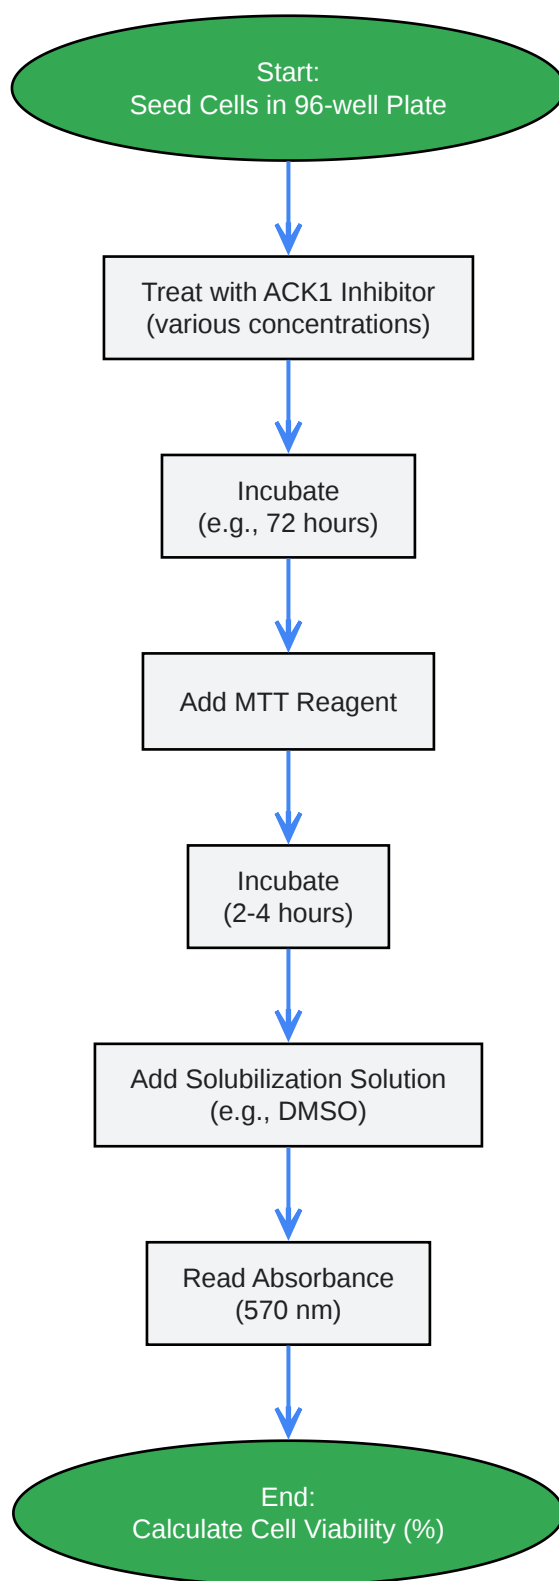 Start:
Seed Cells in 96-well Plate
Treat with ACK1 Inhibitor
(various concentrations)
Incubate
(e.g., 72 hours)
Add MTT Reagent
Incubate
(2-4 hours)
Add Solubilization Solution
(e.g., DMSO)
Read Absorbance
(570 nm)
End:
Calculate Cell Viability (%)